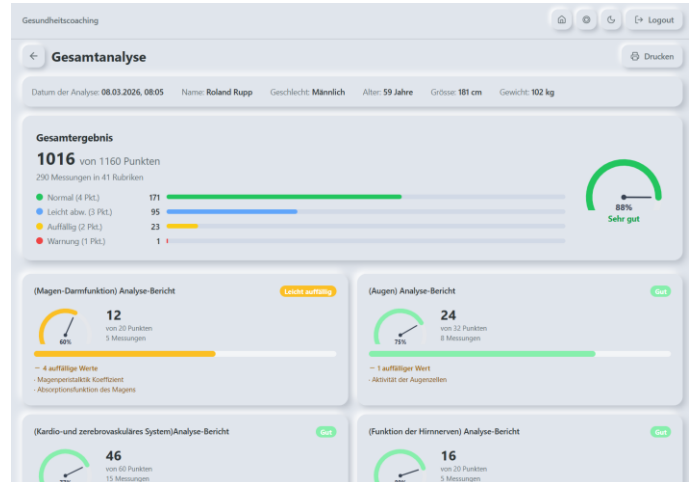 Gesundheitscoaching
Logout
Gesamtanalyse
Drucken
Datum der Analyse: 08.03.2026, 08:05 Name: Roland Rupp Geschlecht: Männlich Alter: 59 Jahre Grösse: 181 cm Gewicht: 102 kg
Gesamtergebnis
1016 von 1160 Punkten
290 Messungen in 41 Rubriken
Normal (4 Pkt.) 171
Leicht abw. (3 Pkt.) 95
Auffällig (2 Pkt.) 23
Warnung (1 Pkt.) 1
88%
Sehr gut
(Magen-Darmfunktion) Analyse-Bericht
Leicht auffällig
12
von 20 Punkten
5 Messungen
60%
~ 4 auffällige Werte
- Magenperistalktik Koeffizient
- Absorptionsfunktion des Magens
(Augen) Analyse-Bericht
Gut
24
von 32 Punkten
8 Messungen
75%
~ 1 auffälliger Wert
- Aktivität der Augenzellen
(Kardio-und zerebrovaskuläres System)Analyse-Bericht
Gut
46
von 60 Punkten
15 Messungen
(Funktion der Hirnnerven) Analyse-Bericht
Gut
16
von 20 Punkten
5 Messungen